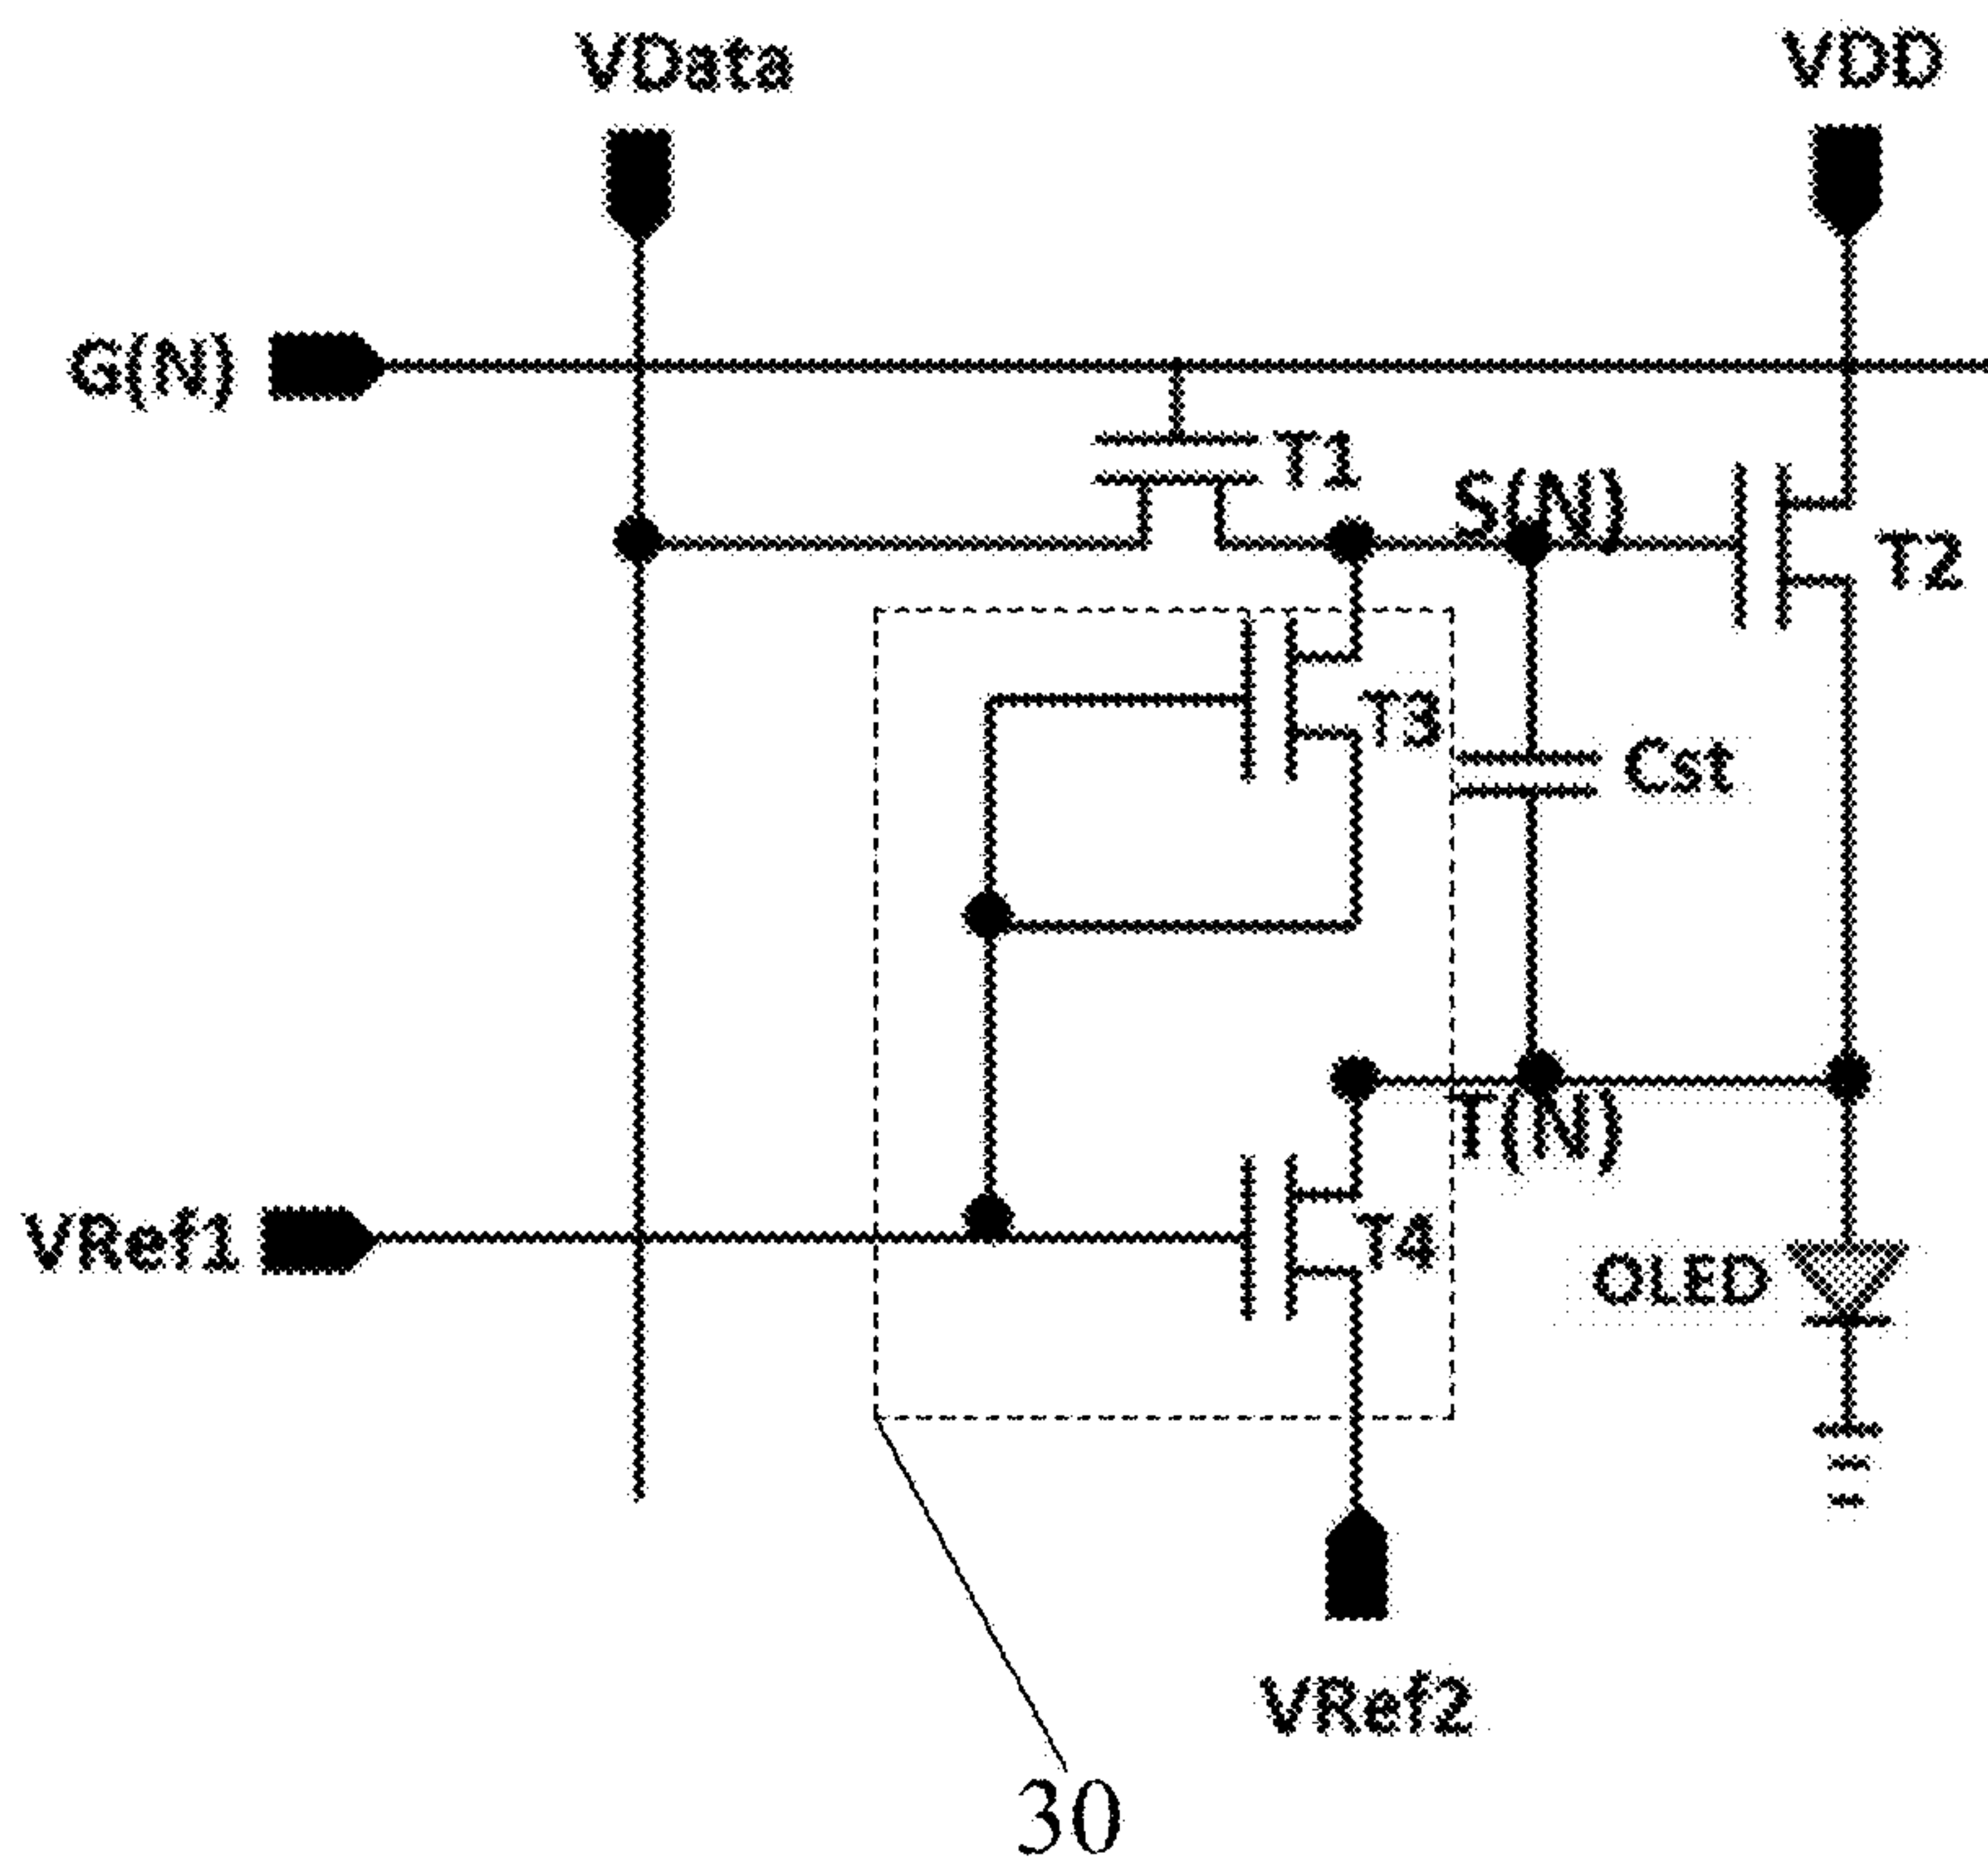 VData
VDD
G(N)
T1
S(N)
T2
T3
Cst
T(N)
VRef1
T4
OLED
VRef2
30